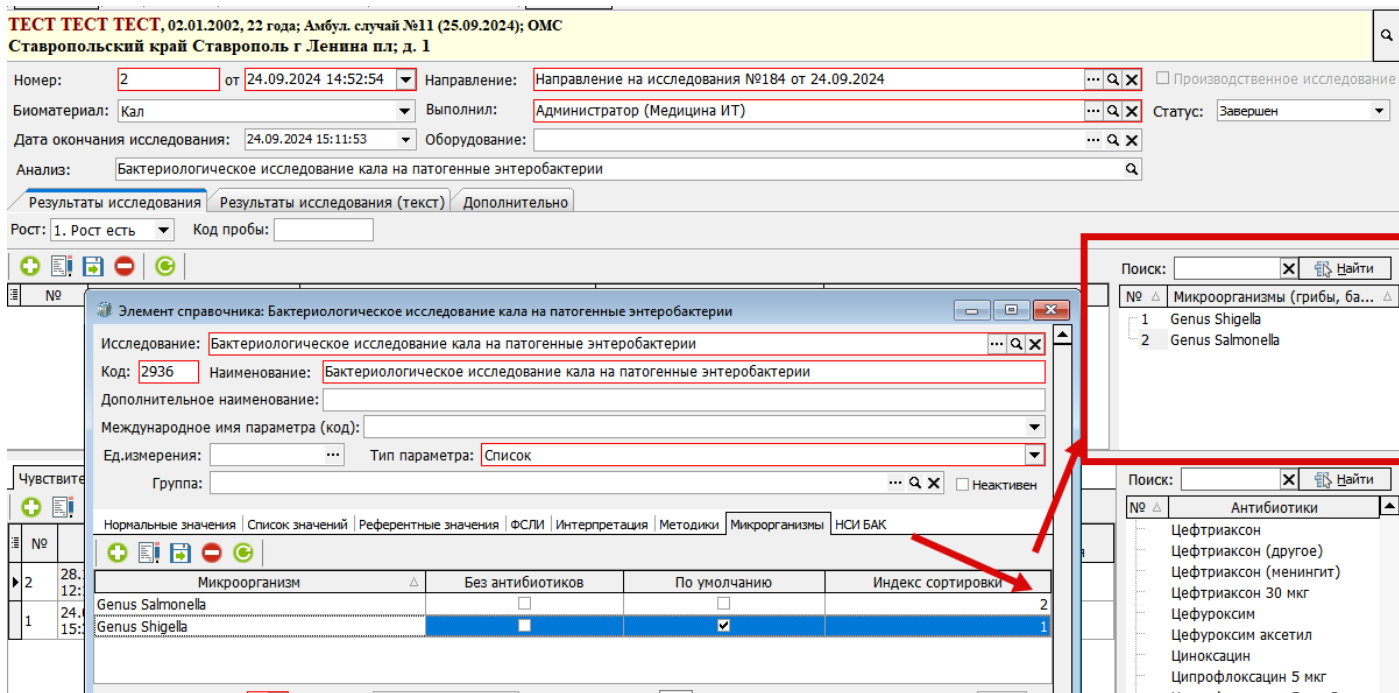 ТЕСТ ТЕСТ ТЕСТ, 02.01.2002, 22 года; Амбул. случай №11 (25.09.2024); ОМС
Ставропольский край Ставрополь г Ленина пл; д. 1
Номер: 2 от 24.09.2024 14:52:54 Направление: Направление на исследования №184 от 24.09.2024 Производственное исследование
Биоматериал: Кал Выполнил: Администратор (Медицина ИТ) Статус: Завершен
Дата окончания исследования: 24.09.2024 15:11:53 Оборудование:
Анализ: Бактериологическое исследование кала на патогенные энтеробактерии
Результаты исследования Результаты исследования (текст) Дополнительно
Рост: 1. Рост есть Код пробы:
Поиск: Найти
№ Микроорганизмы (грибы, ба...
1 Genus Shigella
2 Genus Salmonella
№
Элемент справочника: Бактериологическое исследование кала на патогенные энтеробактерии
Исследование: Бактериологическое исследование кала на патогенные энтеробактерии
Код: 2936 Наименование: Бактериологическое исследование кала на патогенные энтеробактерии
Дополнительное наименование:
Международное имя параметра (код):
Ед.измерения: Тип параметра: Список
Группа: Неактивен
Нормальные значения Список значений Референтные значения ФСЛИ Интерпретация Методики Микрорганизмы НСИ БАК
Микроорганизм Без антибиотиков По умолчанию Индекс сортировки
Genus Salmonella 2
Genus Shigella 1
Чувствите
№
2 28.
12:
1 24.
15:
Поиск: Найти
№ Антибиотики
Цефтриаксон
Цефтриаксон (другое)
Цефтриаксон (менингит)
Цефтриаксон 30 мкг
Цефуроксим
Цефуроксим аксетил
Циноксацин
Ципрофлоксацин 5 мкг